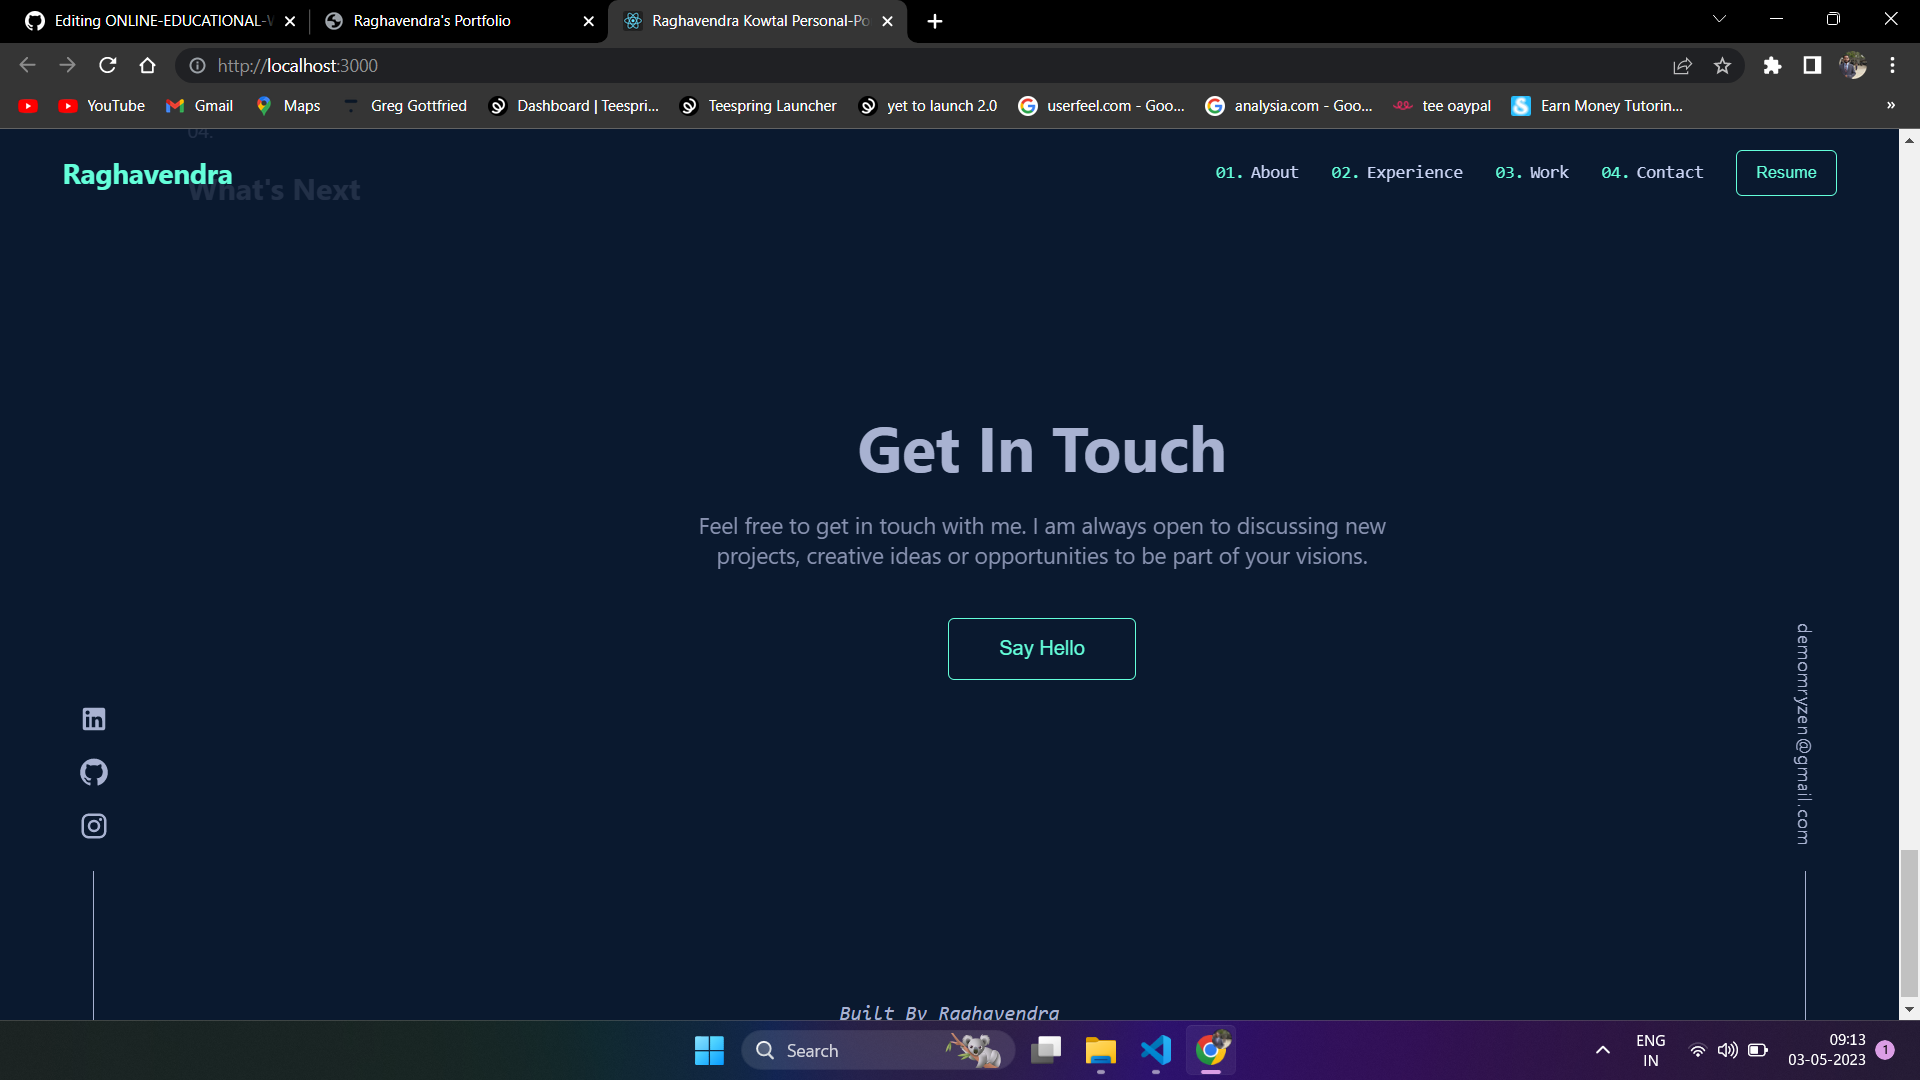 Editing ONLINE-EDUCATIONAL-W
Raghavendra's Portfolio
Raghavendra Kowtal Personal-Po
http://localhost:3000
YouTube
Gmail
Maps
Greg Gottfried
Dashboard | Teespri...
Teespring Launcher
yet to launch 2.0
userfeel.com - Goo...
analysia.com - Goo...
tee oaypal
Earn Money Tutorin...
»
04.
Raghavendra
What's Next
01. About
02. Experience
03. Work
04. Contact
Resume
Get In Touch
Feel free to get in touch with me. I am always open to discussing new
projects, creative ideas or opportunities to be part of your visions.
Say Hello
demomryzen@gmail.com
Built By Raghavendra
Search
ENG
IN
09:13
03-05-2023
1